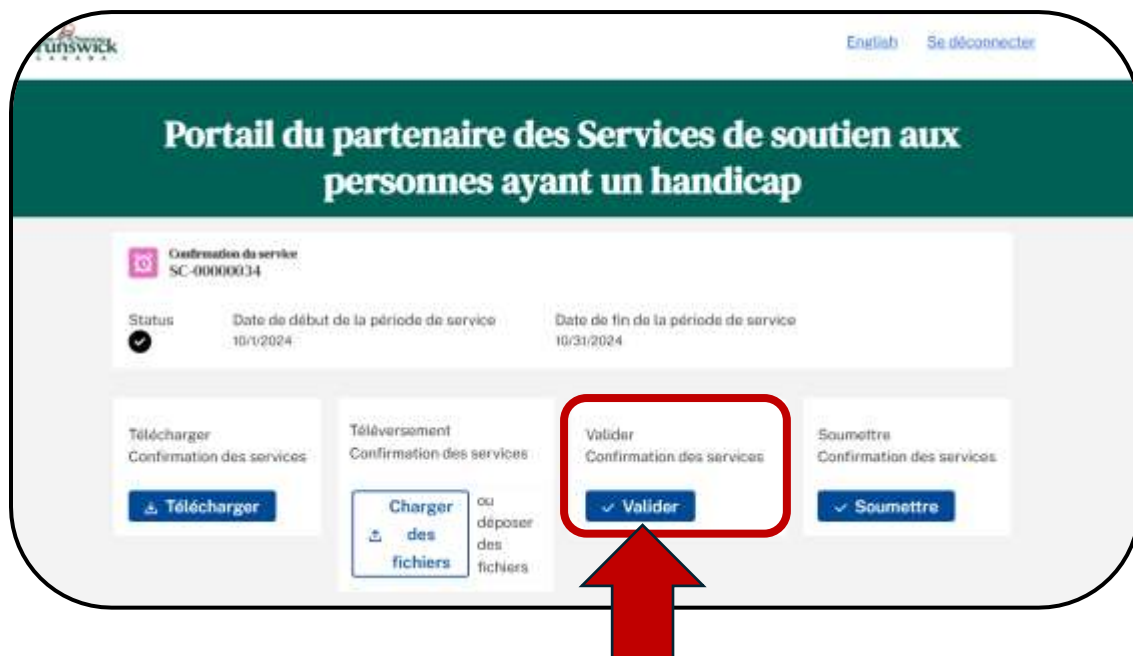 CANADA
English Se déconnecter
Portail du partenaire des Services de soutien aux
personnes ayant un handicap
Confirmation du service
SC-00000034
Status Date de début de la période de service Date de fin de la période de service
10/1/2024 10/31/2024
Télécharger
Confirmation des services
Télécharger
Téléversement
Confirmation des services
Charger
des
fichiers
ou
déposer
des
fichiers
Valider
Confirmation des services
Valider
Soumettre
Confirmation des services
Soumettre